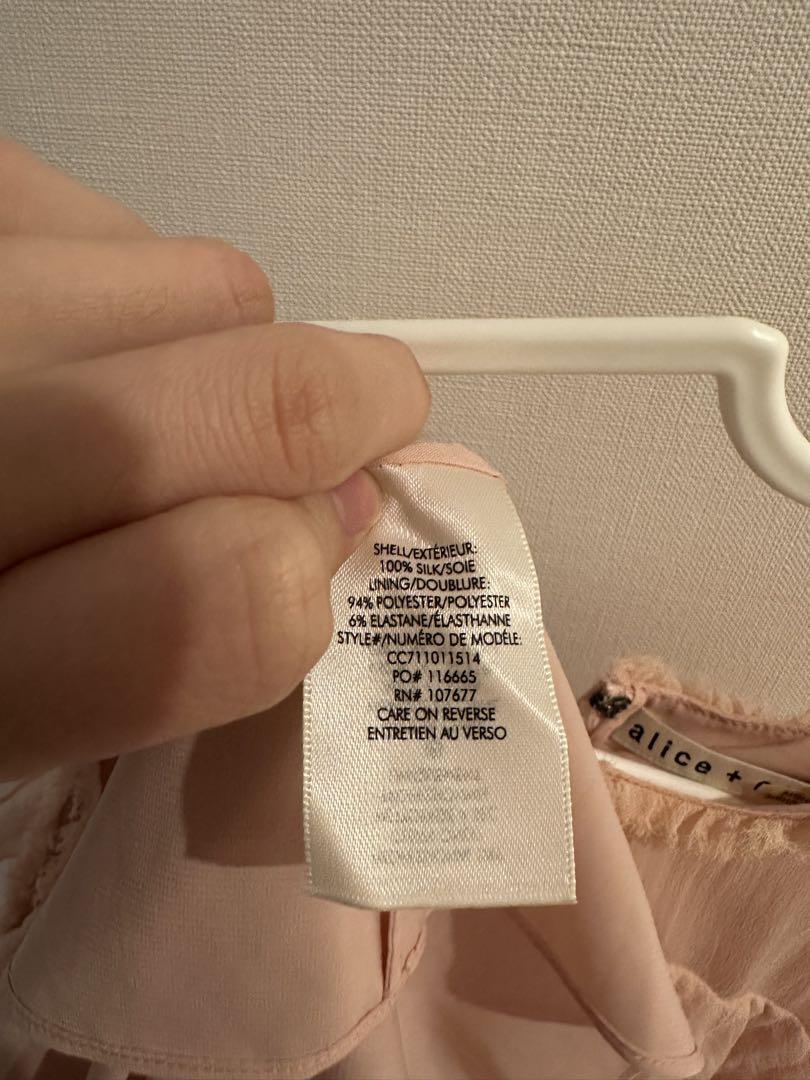 SHELL/EXTÉRIEUR:
100% SILK/SOIE
LINING/DOUBLURE:
94% POLYESTER/POLYESTER
6% ELASTANE/ÉLASTHANNE
STYLE#/NUMÉRO DE MODÈLE:
CC711011514
PO# 116665
RN# 107677
CARE ON REVERSE
ENTRETIEN AU VERSO
alice +